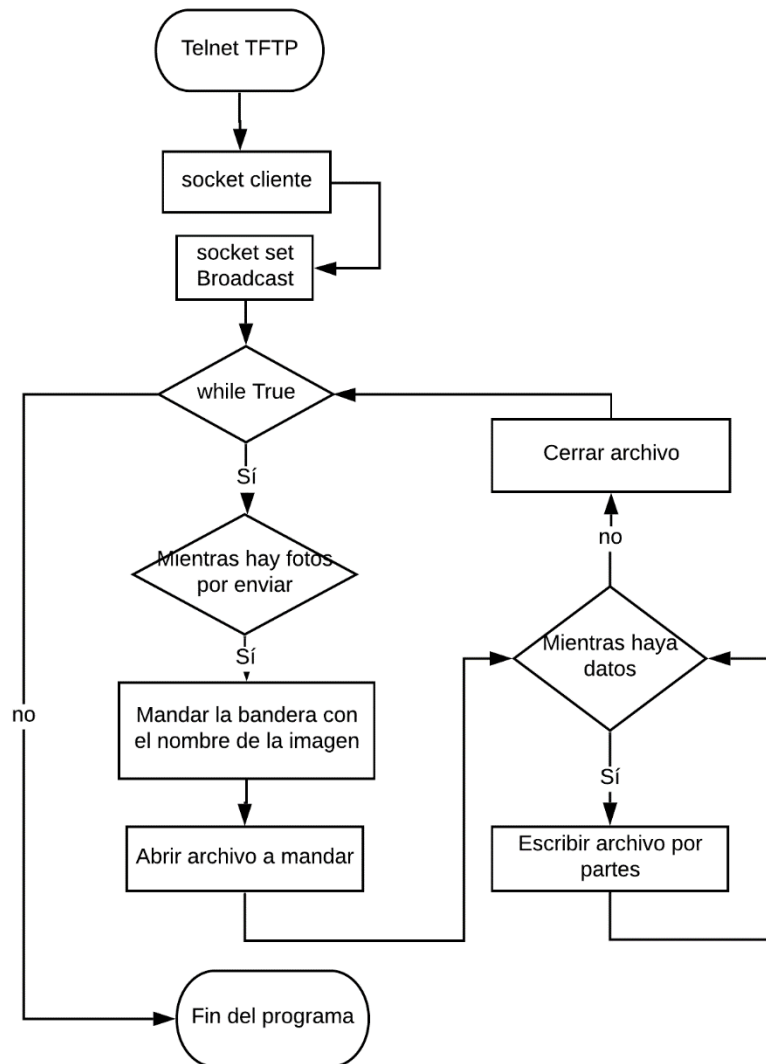 Telnet TFTP
socket cliente
socket set
Broadcast
while True
Sí
Mientras hay fotos
por enviar
Sí
Mandar la bandera con
el nombre de la imagen
Abrir archivo a mandar
no
Fin del programa
Cerrar archivo
no
Mientras haya
datos
Sí
Escribir archivo por
partes